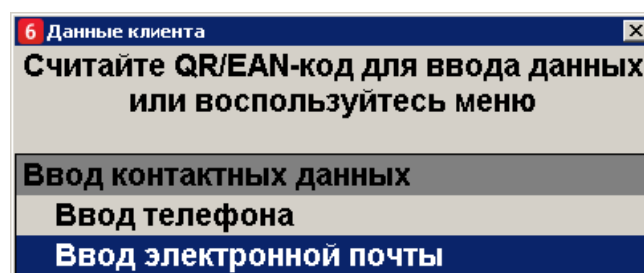 6 Данные клиента
Считайте QR/EAN-код для ввода данных
или воспользуйтесь меню
Ввод контактных данных
Ввод телефона
Ввод электронной почты